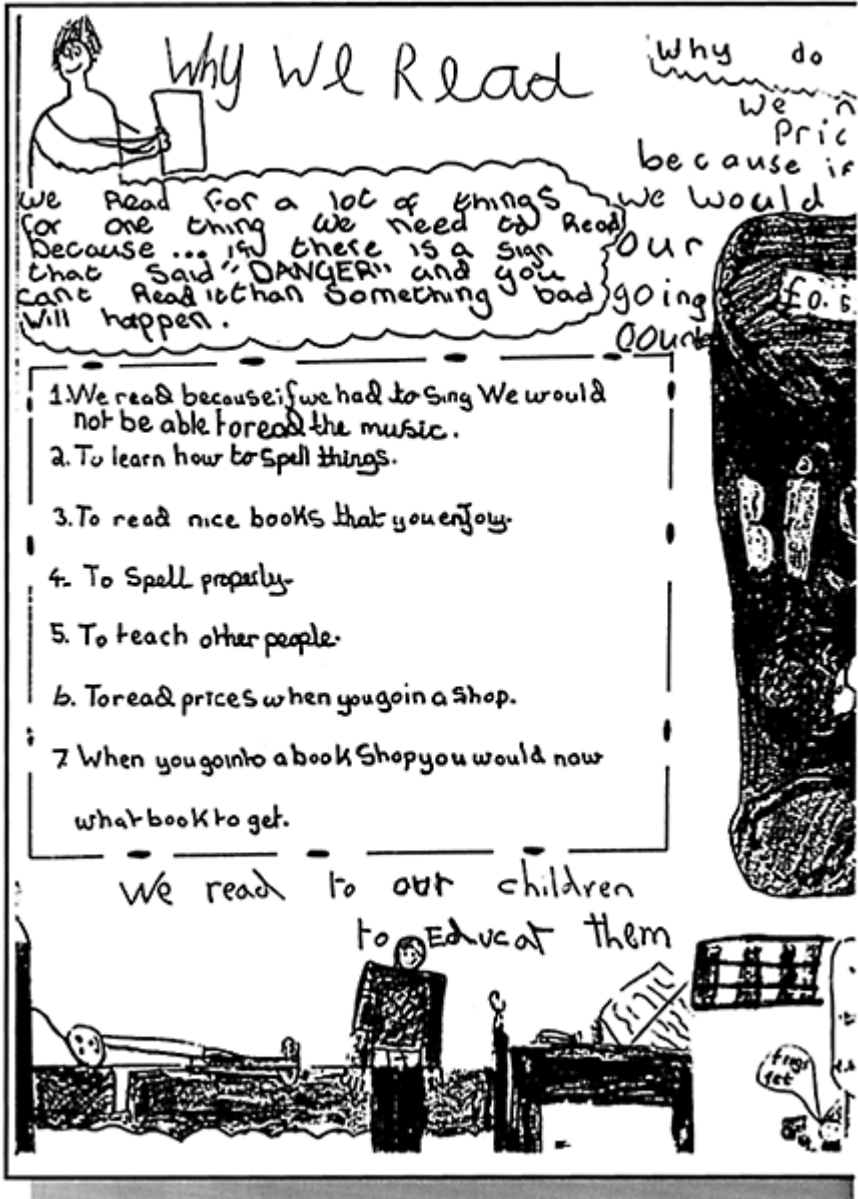 Why We Read
We Read For a lot of things
for one thing we need to Read
because ... if there is a sign
that said "DANGER" and you
cant Read it than something bad
will happen.
Why do
we
because if
we would
our
going
£0.
1. We read because if we had to sing We would
not be able to read the music.
2. To learn how to spell things.
3. To read nice books that you enjoy.
4. To Spell properly.
5. To teach other people.
6. To read prices when you go in a shop.
7 When you go into a book Shop you would now
what book to get.
We read to our children
to Educat them